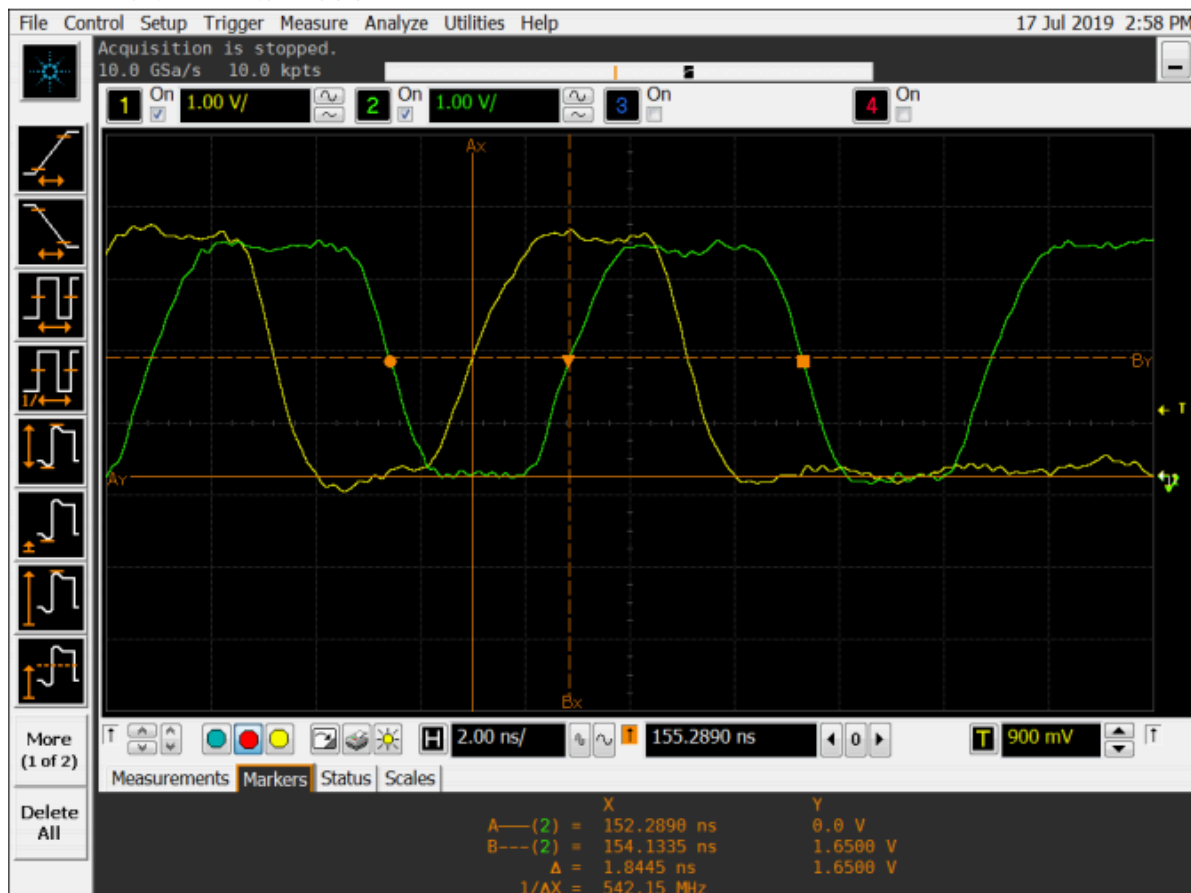 File Control Setup Trigger Measure Analyze Utilities Help 17 Jul 2019 2:58 PM
Acquisition is stopped.
10.0 GSa/s 10.0 kpts
1 On 1.00 V/ 2 On 1.00 V/ 3 On 4 On
Ax
By
T
Ay
Bx
1/
More
(1 of 2)
Delete
All
H 2.00 ns/ 155.2890 ns 0 T 900 mV
Measurements Markers Status Scales
X Y
A——(2) = 152.2890 ns 0.0 V
B---(2) = 154.1335 ns 1.6500 V
Δ = 1.8445 ns 1.6500 V
1/ΔX = 542.15 MHz